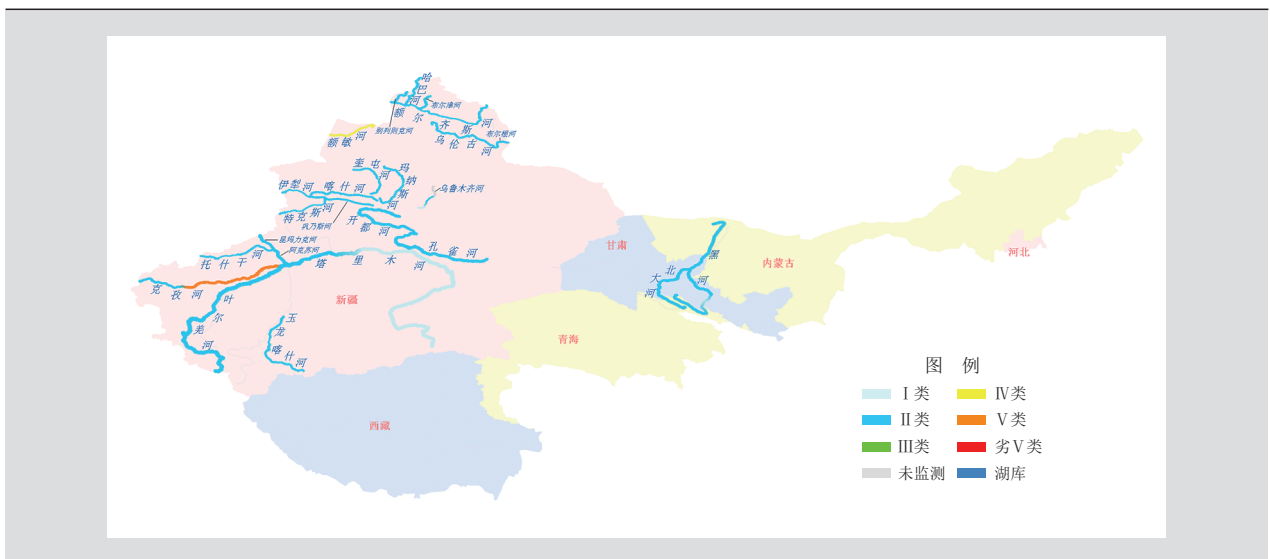 哈巴河
布尔津河
额尔齐斯河
别列则克河
布尔根河
乌伦古河
额敏河
奎屯河
玛纳斯河
乌鲁木齐河
伊犁河
喀什河
特克斯河
巩乃斯河
开都河
孔雀河
昆玛力克河
阿克苏河
托什干河
塔里木河
克孜河
叶尔羌河
玉龙喀什河
新疆
甘肃
北大河
黑河
内蒙古
河北
青海
西藏
图 例
Ⅰ类
Ⅳ类
Ⅱ类
Ⅴ类
Ⅲ类
劣Ⅴ类
未监测
湖库